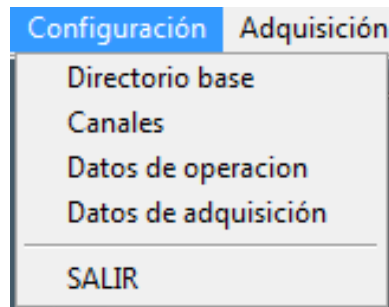 Configuración Adquisición
Directorio base
Canales
Datos de operacion
Datos de adquisición
SALIR